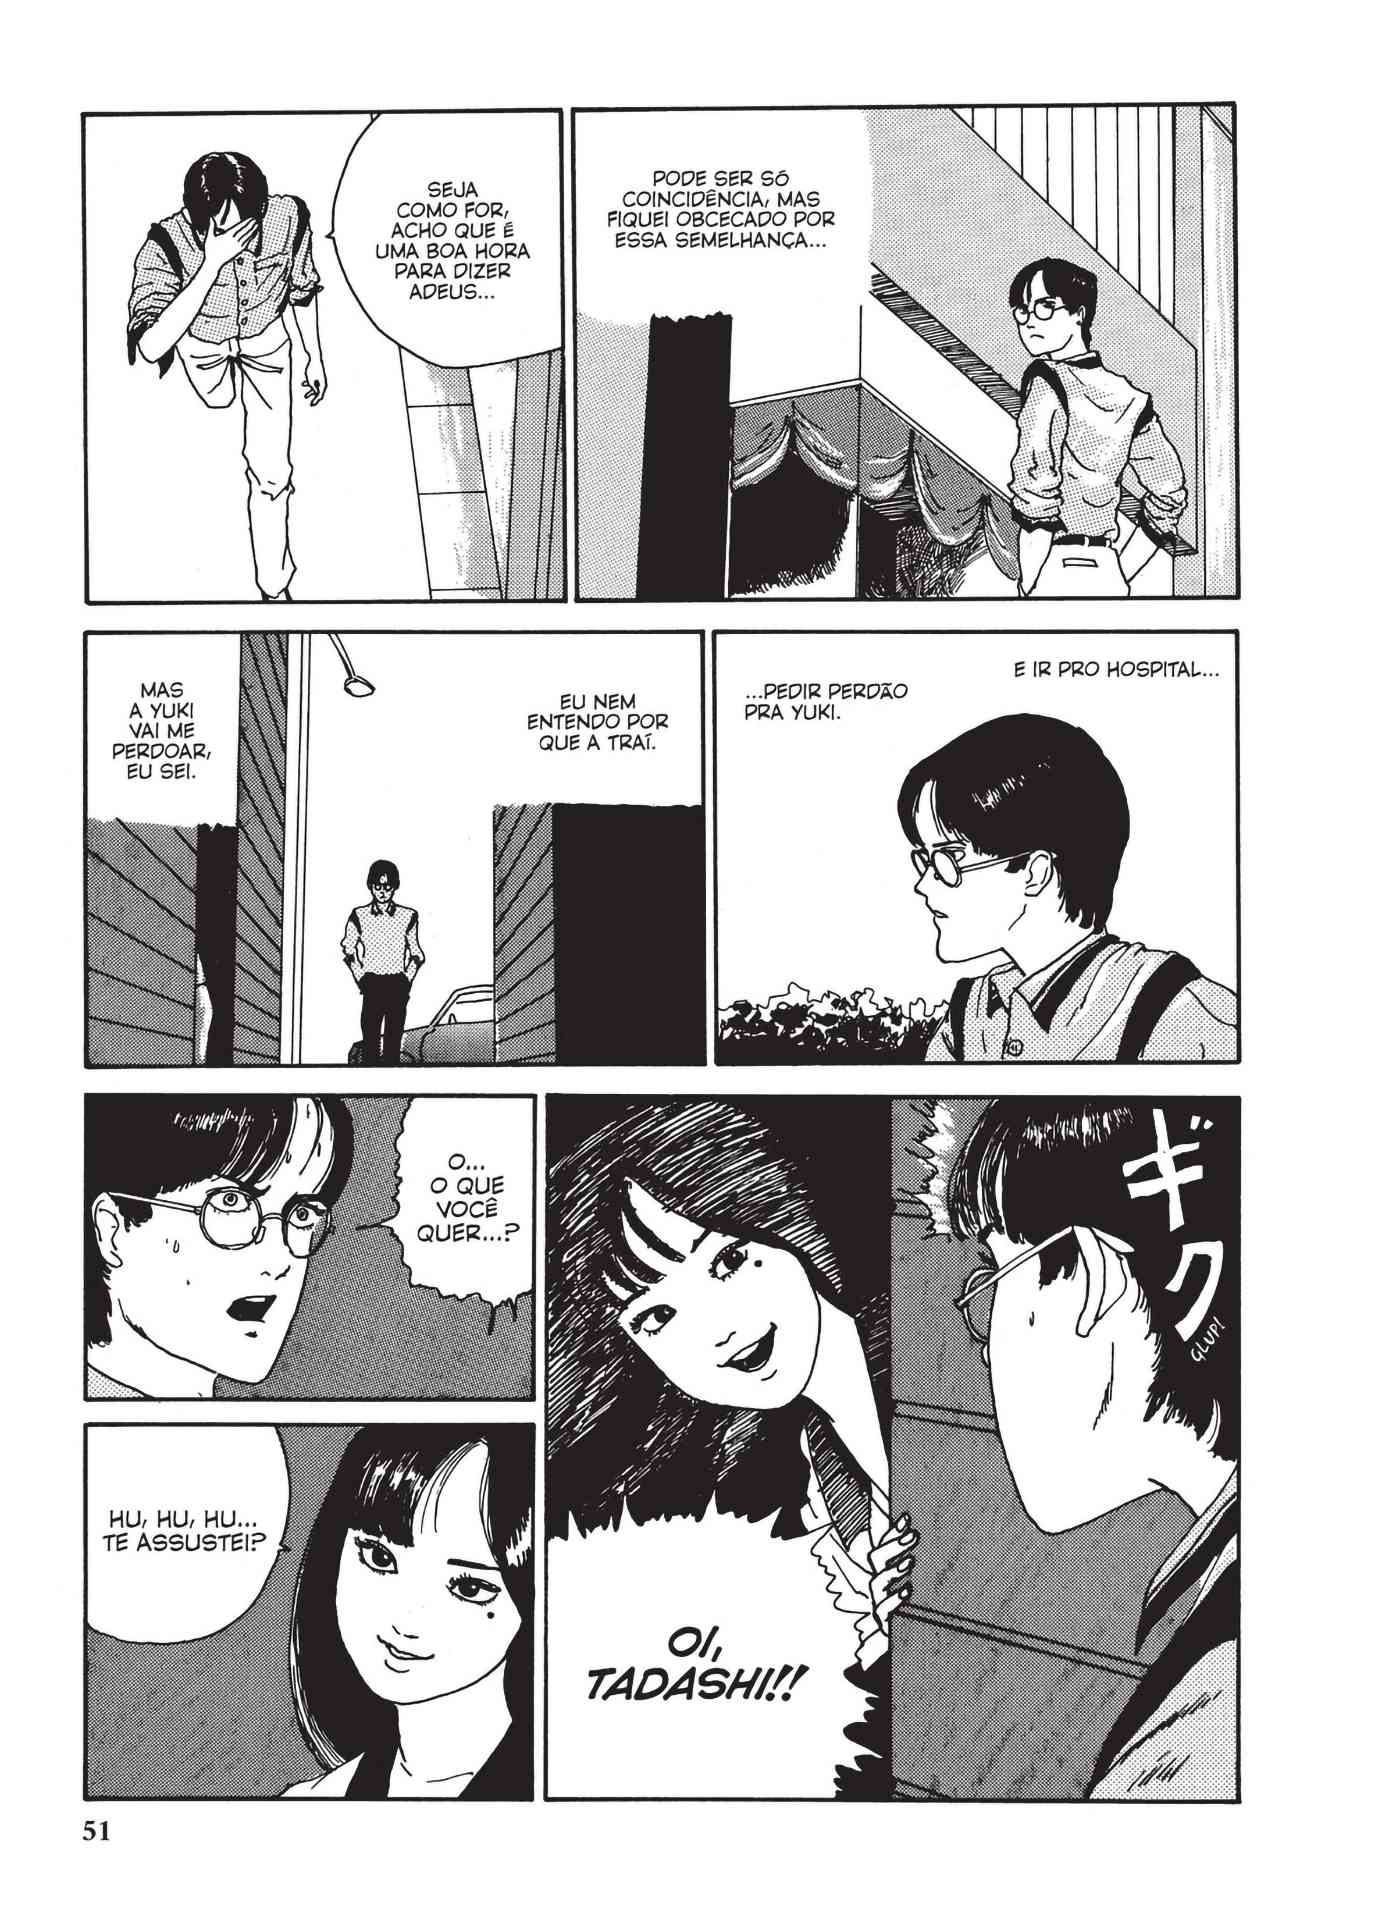 PODE SER SÓ
COINCIDÊNCIA, MAS
FIQUEI OBCECADO POR
ESSA SEMELHANÇA...
SEJA
COMO FOR,
ACHO QUE É
UMA BOA HORA
PARA DIZER
ADEUS...
E IR PRO HOSPITAL...
...PEDIR PERDÃO
PRA YUKI.
EU NEM
ENTENDO POR
QUE A TRAÍ.
MAS
A YUKI
VAI ME
PERDOAR,
EU SEI.
ギク
GLUP!
OI,
TADASHI!!
O...
O QUE
VOCÊ
QUER...?
HU, HU, HU...
TE ASSUSTEI?
51